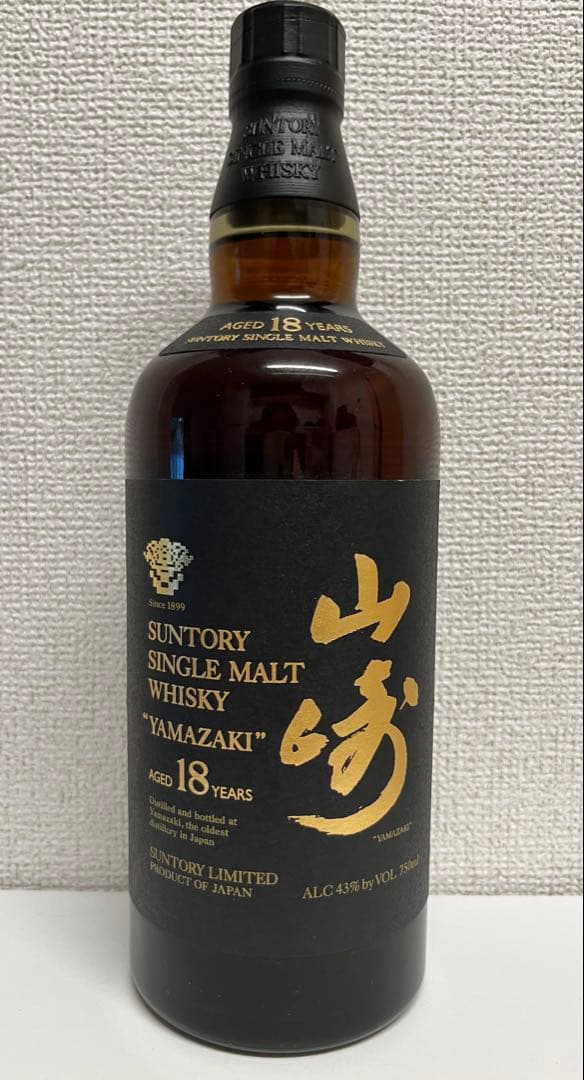 SUNTORY
SINGLE MALT
WHISKY
AGED 18 YEARS
SUNTORY SINGLE MALT WHISKY
Since 1899
SUNTORY
SINGLE MALT
WHISKY
"YAMAZAKI"
AGED 18 YEARS
Distilled and bottled at
Yamazaki, the oldest
distillery in Japan
SUNTORY LIMITED
PRODUCT OF JAPAN
山崎
"YAMAZAKI"
ALC 43% by VOL 750ml